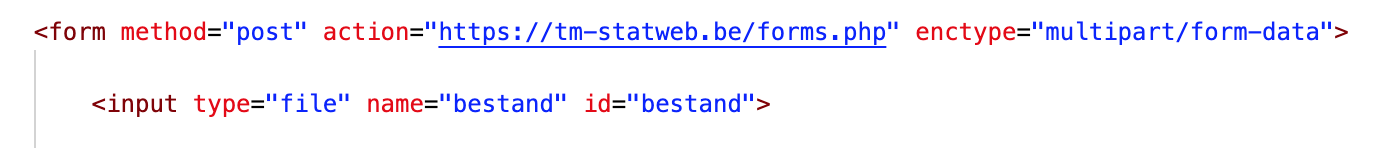 <form method="post" action="https://tm-statweb.be/forms.php" enctype="multipart/form-data">
<input type="file" name="bestand" id="bestand">